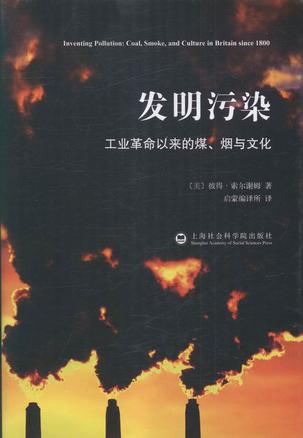 Inventing Pollution: Coal, Smoke, and Culture in Britain since 1800
发明污染
工业革命以来的煤、烟与文化
〔美〕彼得·索尔谢姆 著
启蒙编译所 译
上海社会科学院出版社
Shanghai Academy of Social Sciences Press